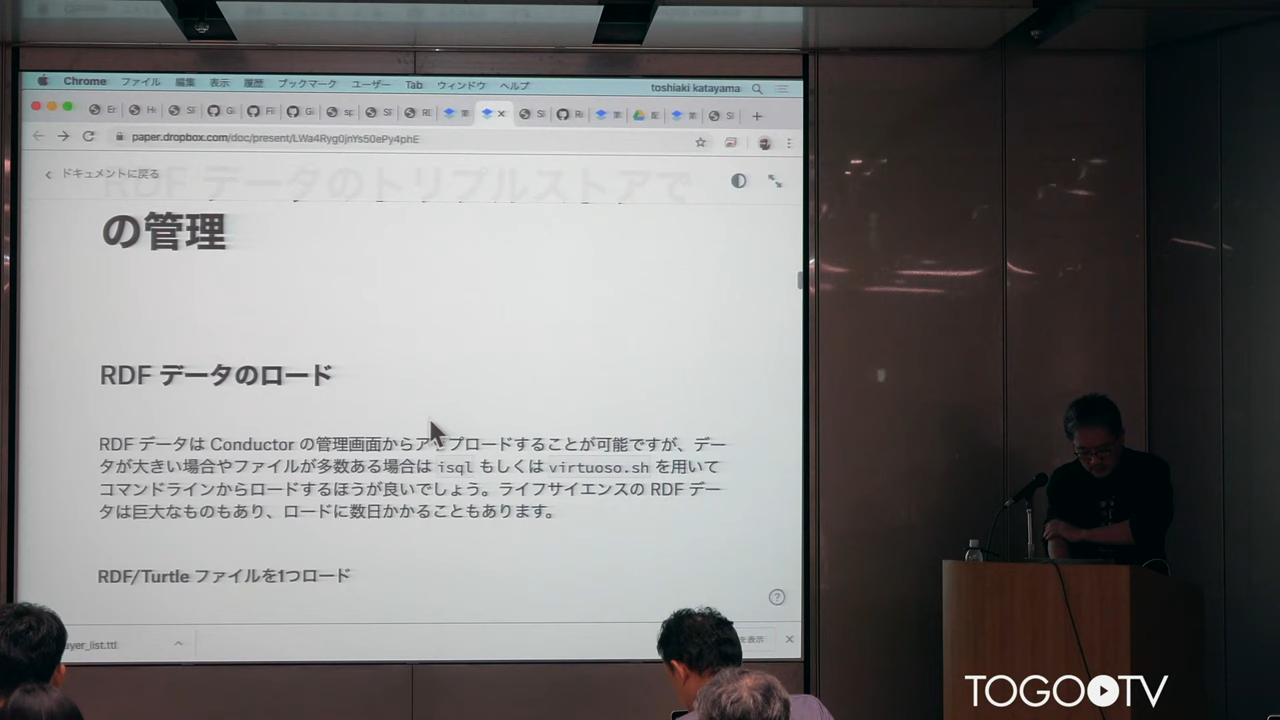 Chrome ファイル 編集 表示 履歴 ブックマーク ユーザー Tab ウィンドウ ヘルプ toshiaki katayama
paper.dropbox.com/doc/present/LWa4Ryg0jnYs50ePy4phE
ドキュメントに戻る
RDF データのトリプルストアで
の管理
RDF データのロード
RDF データは Conductor の管理画面からアップロードすることが可能ですが、デー
タが大きい場合やファイルが多数ある場合は isql もしくは virtuoso.sh を用いて
コマンドラインからロードするほうが良いでしょう。ライフサイエンスの RDF デー
タは巨大なものもあり、ロードに数日かかることもあります。
RDF/Turtle ファイルを1つロード
ayer_list.ttl
を表示
TOGOTV